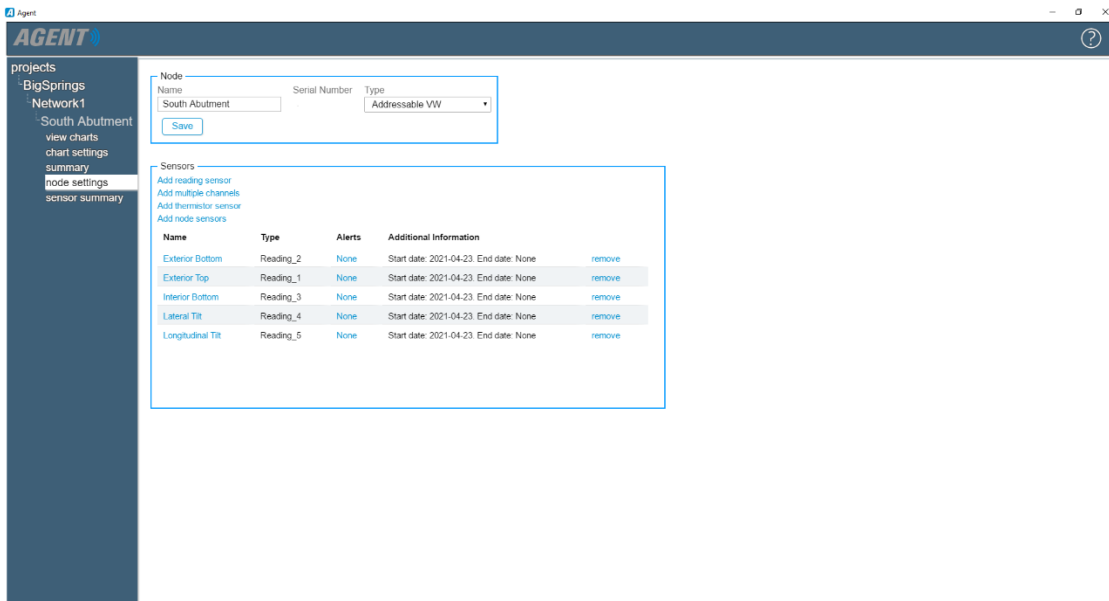 Agent
AGENT
?
projects
BigSprings
Network1
South Abutment
view charts
chart settings
summary
node settings
sensor summary
Node
Name Serial Number Type
South Abutment Addressable VW
Save
Sensors
Add reading sensor
Add multiple channels
Add thermistor sensor
Add node sensors
Name Type Alerts Additional Information
Exterior Bottom Reading_2 None Start date: 2021-04-23. End date: None remove
Exterior Top Reading_1 None Start date: 2021-04-23. End date: None remove
Interior Bottom Reading_3 None Start date: 2021-04-23. End date: None remove
Lateral Tilt Reading_4 None Start date: 2021-04-23. End date: None remove
Longitudinal Tilt Reading_5 None Start date: 2021-04-23. End date: None remove